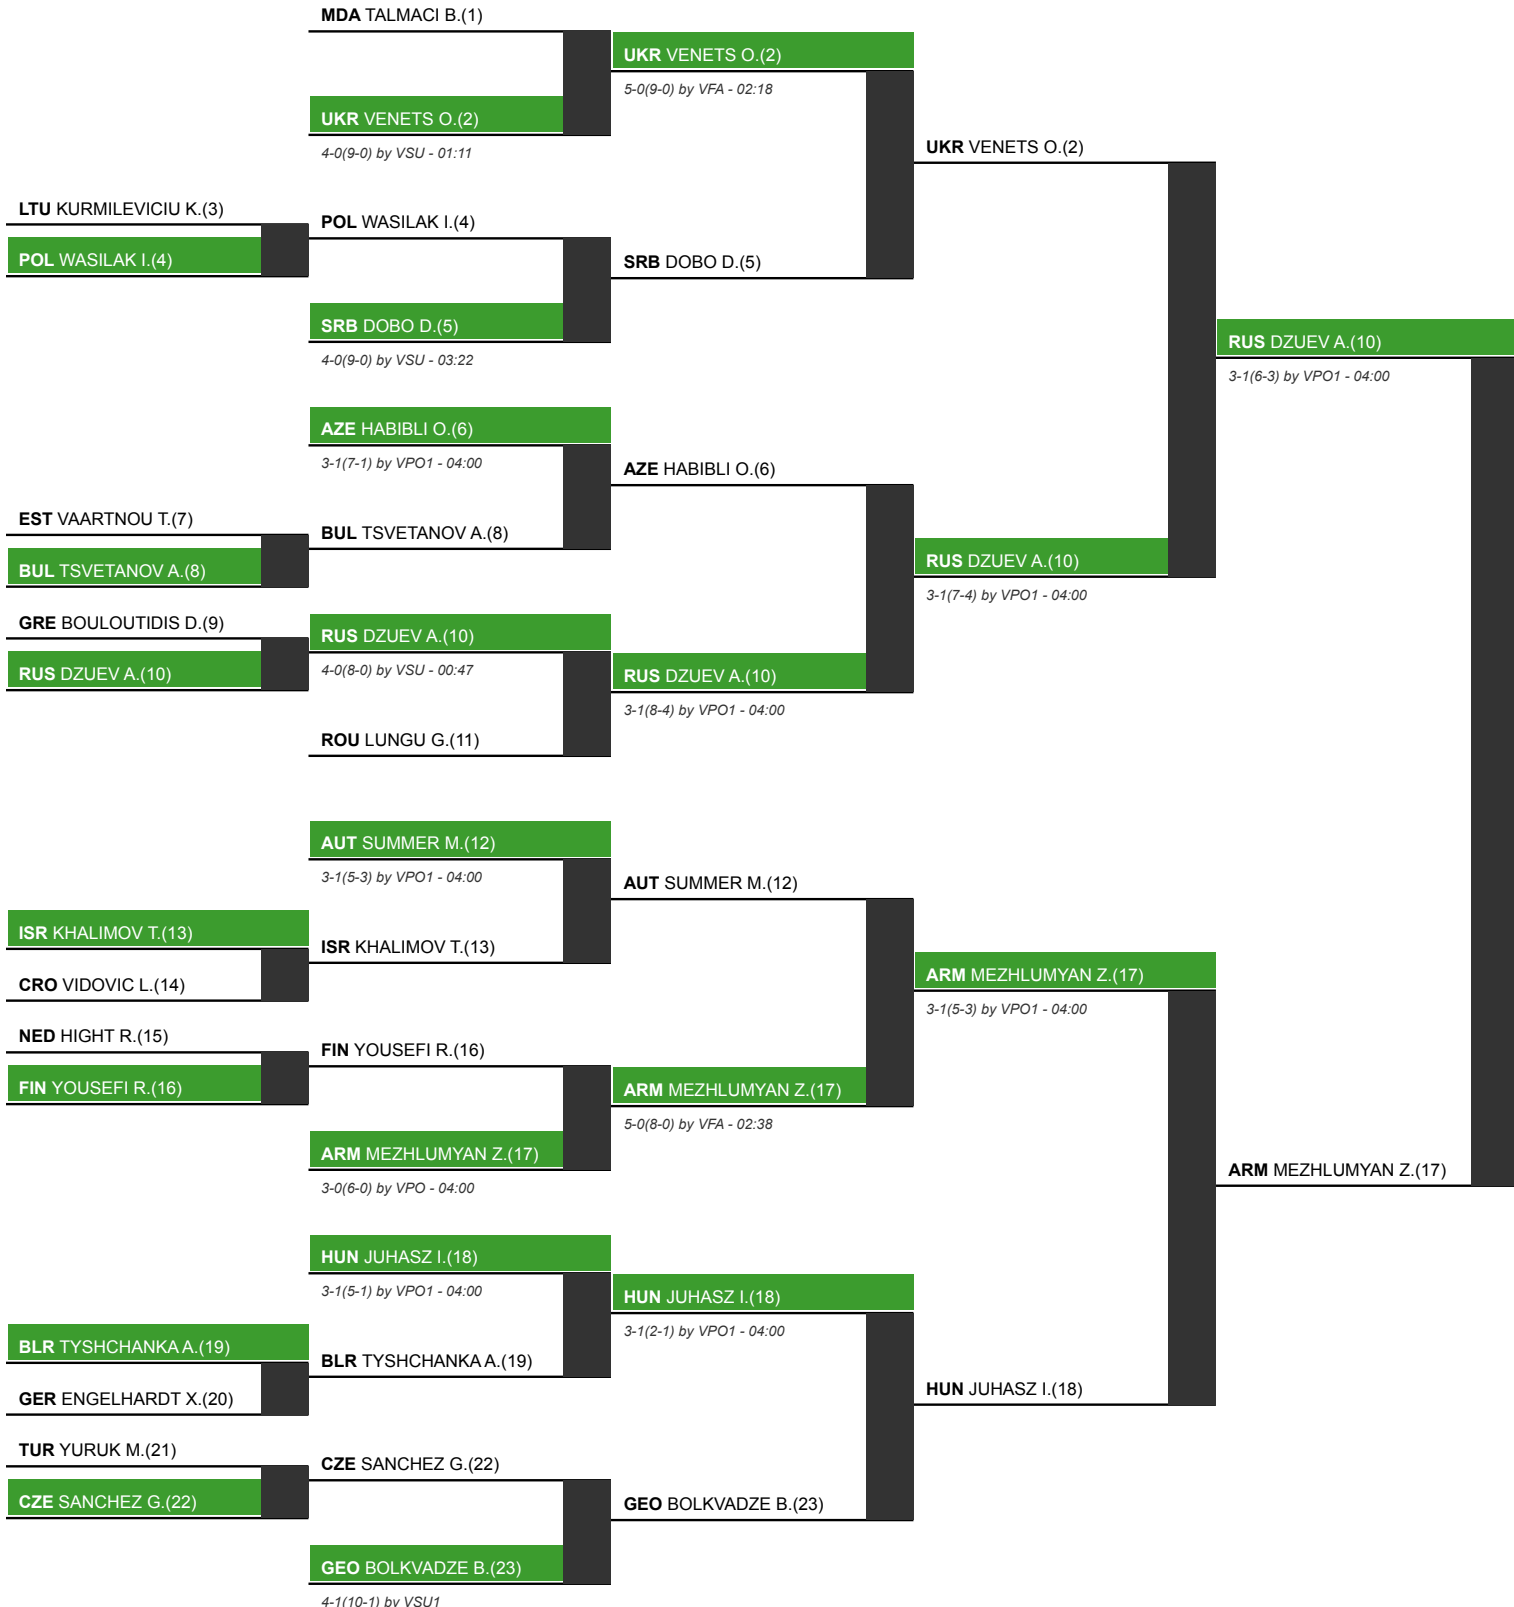 MDA TALMACI B.(1)
UKR VENETS O.(2)
5-0(9-0) by VFA - 02:18
UKR VENETS O.(2)
4-0(9-0) by VSU - 01:11
UKR VENETS O.(2)
LTU KURMILEVICIU K.(3)
POL WASILAK I.(4)
POL WASILAK I.(4)
SRB DOBO D.(5)
SRB DOBO D.(5)
4-0(9-0) by VSU - 03:22
RUS DZUEV A.(10)
3-1(6-3) by VPO1 - 04:00
AZE HABIBLI O.(6)
3-1(7-1) by VPO1 - 04:00
AZE HABIBLI O.(6)
EST VAARTNOU T.(7)
BUL TSVETANOV A.(8)
BUL TSVETANOV A.(8)
RUS DZUEV A.(10)
3-1(7-4) by VPO1 - 04:00
GRE BOULOUTIDIS D.(9)
RUS DZUEV A.(10)
RUS DZUEV A.(10)
4-0(8-0) by VSU - 00:47
RUS DZUEV A.(10)
3-1(8-4) by VPO1 - 04:00
ROU LUNGU G.(11)
AUT SUMMER M.(12)
3-1(5-3) by VPO1 - 04:00
AUT SUMMER M.(12)
ISR KHALIMOV T.(13)
ISR KHALIMOV T.(13)
CRO VIDOVIC L.(14)
ARM MEZHLUMYAN Z.(17)
3-1(5-3) by VPO1 - 04:00
NED HIGHT R.(15)
FIN YOUSEFI R.(16)
FIN YOUSEFI R.(16)
ARM MEZHLUMYAN Z.(17)
5-0(8-0) by VFA - 02:38
ARM MEZHLUMYAN Z.(17)
3-0(6-0) by VPO - 04:00
ARM MEZHLUMYAN Z.(17)
HUN JUHASZ I.(18)
3-1(5-1) by VPO1 - 04:00
HUN JUHASZ I.(18)
3-1(2-1) by VPO1 - 04:00
BLR TYSHCHANKA A.(19)
BLR TYSHCHANKA A.(19)
GER ENGELHARDT X.(20)
HUN JUHASZ I.(18)
TUR YURUK M.(21)
CZE SANCHEZ G.(22)
CZE SANCHEZ G.(22)
GEO BOLKVADZE B.(23)
GEO BOLKVADZE B.(23)
4-1(10-1) by VSU1